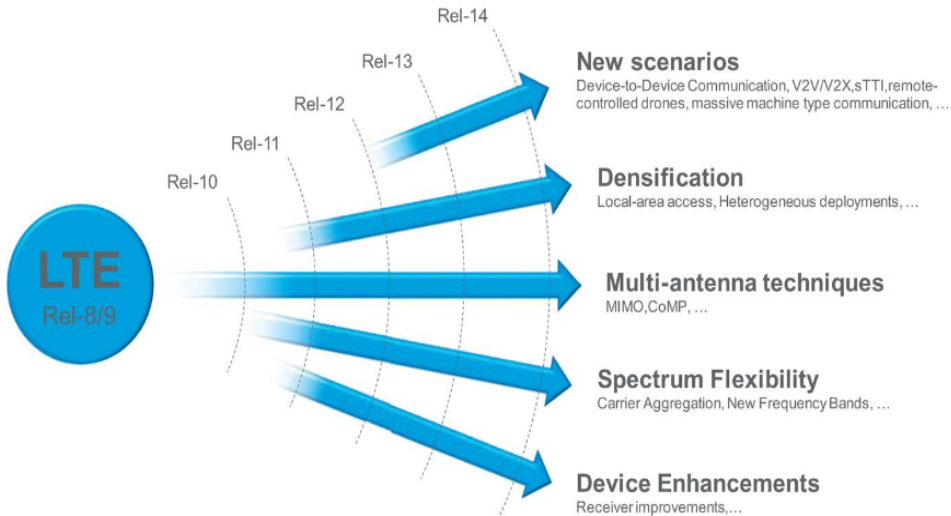 Rel-14
Rel-13
Rel-12
Rel-11
Rel-10
LTE
Rel-8/9
New scenarios
Device-to-Device Communication, V2V/V2X,sTTI,remote-
controlled drones, massive machine type communication, ...
Densification
Local-area access, Heterogeneous deployments, ...
Multi-antenna techniques
MIMO,CoMP, ...
Spectrum Flexibility
Carrier Aggregation, New Frequency Bands, ...
Device Enhancements
Receiver improvements,...